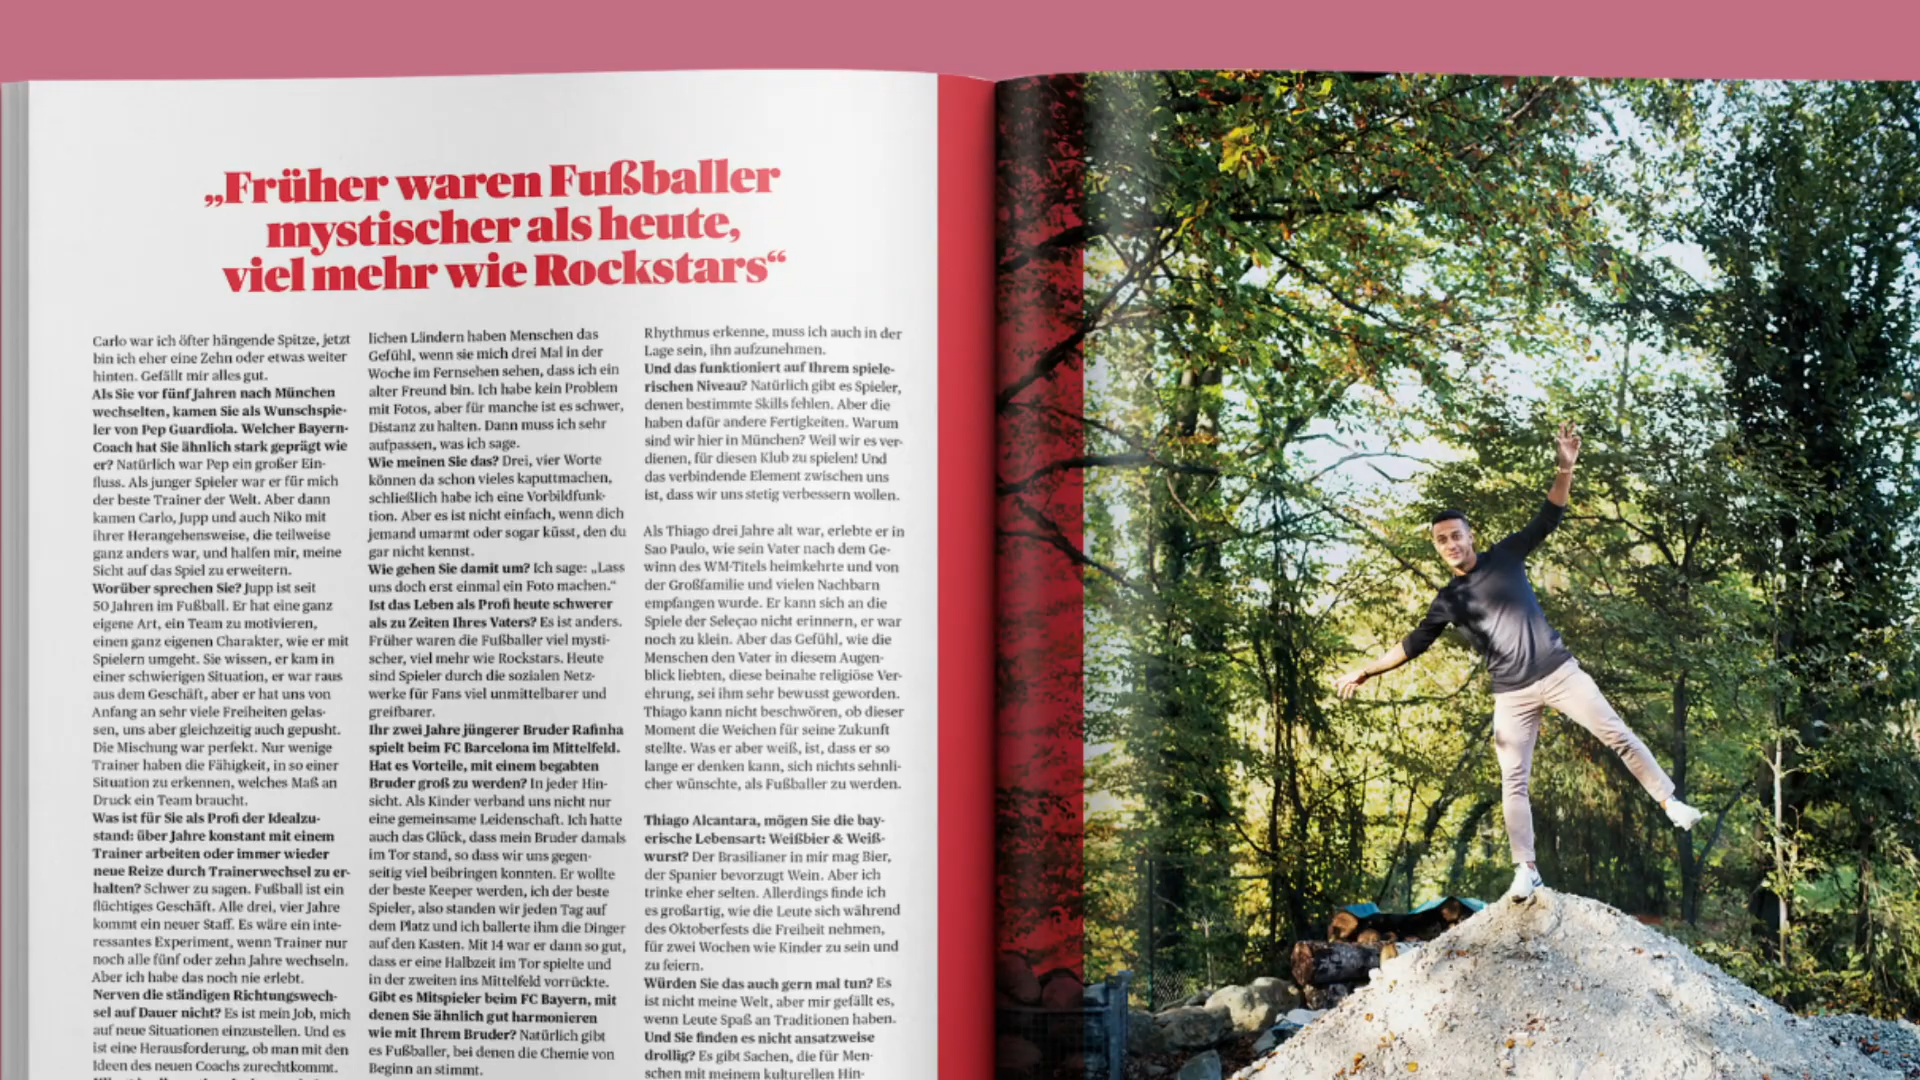 „Früher waren Fußballer
mystischer als heute,
viel mehr wie Rockstars“
Carlo war ich öfter hängende Spitze, jetzt
bin ich eher eine Zehn oder etwas weiter
hinten. Gefällt mir alles gut.
Als Sie vor fünf Jahren nach München
wechselten, kamen Sie als Wunschspie-
ler von Pep Guardiola. Welcher Bayern-
Coach hat Sie ähnlich stark geprägt wie
er? Natürlich war Pep ein großer Ein-
fluss. Als junger Spieler war er für mich
der beste Trainer der Welt. Aber dann
kamen Carlo, Jupp und auch Niko mit
ihrer Herangehensweise, die teilweise
ganz anders war, und halfen mir, meine
Sicht auf das Spiel zu erweitern.
Worüber sprechen Sie? Jupp ist seit
50 Jahren im Fußball. Er hat eine ganz
eigene Art, ein Team zu motivieren,
einen ganz eigenen Charakter, wie er mit
Spielern umgeht. Sie wissen, er kam in
einer schwierigen Situation, er war raus
aus dem Geschäft, aber er hat uns von
Anfang an sehr viele Freiheiten gelas-
sen, uns aber gleichzeitig auch gepusht.
Die Mischung war perfekt. Nur wenige
Trainer haben die Fähigkeit, in so einer
Situation zu erkennen, welches Maß an
Druck ein Team braucht.
Was ist für Sie als Profi der Idealzu-
stand: über Jahre konstant mit einem
Trainer arbeiten oder immer wieder
neue Reize durch Trainerwechsel zu er-
halten? Schwer zu sagen. Fußball ist ein
flüchtiges Geschäft. Alle drei, vier Jahre
kommt ein neuer Staff. Es wäre ein inte-
ressantes Experiment, wenn Trainer nur
noch alle fünf oder zehn Jahre wechseln.
Aber ich habe das noch nie erlebt.
Nerven die ständigen Richtungswech-
sel auf Dauer nicht? Es ist mein Job, mich
auf neue Situationen einzustellen. Und es
ist eine Herausforderung, ob man mit den
Ideen des neuen Coachs zurechtkommt.
lichen Ländern haben Menschen das
Gefühl, wenn sie mich drei Mal in der
Woche im Fernsehen sehen, dass ich ein
alter Freund bin. Ich habe kein Problem
mit Fotos, aber für manche ist es schwer,
Distanz zu halten. Dann muss ich sehr
aufpassen, was ich sage.
Wie meinen Sie das? Drei, vier Worte
können da schon vieles kaputtmachen,
schließlich habe ich eine Vorbildfunk-
tion. Aber es ist nicht einfach, wenn dich
jemand umarmt oder sogar küsst, den du
gar nicht kennst.
Wie gehen Sie damit um? Ich sage: „Lass
uns doch erst einmal ein Foto machen.“
Ist das Leben als Profi heute schwerer
als zu Zeiten Ihres Vaters? Es ist anders.
Früher waren die Fußballer viel mysti-
scher, viel mehr wie Rockstars. Heute
sind Spieler durch die sozialen Netz-
werke für Fans viel unmittelbarer und
greifbarer.
Ihr zwei Jahre jüngerer Bruder Rafinha
spielt beim FC Barcelona im Mittelfeld.
Hat es Vorteile, mit einem begabten
Bruder groß zu werden? In jeder Hin-
sicht. Als Kinder verband uns nicht nur
eine gemeinsame Leidenschaft. Ich hatte
auch das Glück, dass mein Bruder damals
im Tor stand, so dass wir uns gegen-
seitig viel beibringen konnten. Er wollte
der beste Keeper werden, ich der beste
Spieler, also standen wir jeden Tag auf
dem Platz und ich ballerte ihm die Dinger
auf den Kasten. Mit 14 war er dann so gut,
dass er eine Halbzeit im Tor spielte und
in der zweiten ins Mittelfeld vorrückte.
Gibt es Mitspieler beim FC Bayern, mit
denen Sie ähnlich gut harmonieren
wie mit Ihrem Bruder? Natürlich gibt
es Fußballer, bei denen die Chemie von
Beginn an stimmt.
Rhythmus erkenne, muss ich auch in der
Lage sein, ihn aufzunehmen.
Und das funktioniert auf Ihrem spiele-
rischen Niveau? Natürlich gibt es Spieler,
denen bestimmte Skills fehlen. Aber die
haben dafür andere Fertigkeiten. Warum
sind wir hier in München? Weil wir es ver-
dienen, für diesen Klub zu spielen! Und
das verbindende Element zwischen uns
ist, dass wir uns stetig verbessern wollen.
Als Thiago drei Jahre alt war, erlebte er in
Sao Paulo, wie sein Vater nach dem Ge-
winn des WM-Titels heimkehrte und von
der Großfamilie und vielen Nachbarn
empfangen wurde. Er kann sich an die
Spiele der Seleçao nicht erinnern, er war
noch zu klein. Aber das Gefühl, wie die
Menschen den Vater in diesem Augen-
blick liebten, diese beinahe religiöse Ver-
ehrung, sei ihm sehr bewusst geworden.
Thiago kann nicht beschwören, ob dieser
Moment die Weichen für seine Zukunft
stellte. Was er aber weiß, ist, dass er so
lange er denken kann, sich nichts sehnli-
cher wünschte, als Fußballer zu werden.
Thiago Alcantara, mögen Sie die bay-
erische Lebensart: Weißbier & Weiß-
wurst? Der Brasilianer in mir mag Bier,
der Spanier bevorzugt Wein. Aber ich
trinke eher selten. Allerdings finde ich
es großartig, wie die Leute sich während
des Oktoberfests die Freiheit nehmen,
für zwei Wochen wie Kinder zu sein und
zu feiern.
Würden Sie das auch gern mal tun? Es
ist nicht meine Welt, aber mir gefällt es,
wenn Leute Spaß an Traditionen haben.
Und Sie finden es nicht ansatzweise
drollig? Es gibt Sachen, die für Men-
schen mit meinem kulturellen Hin-